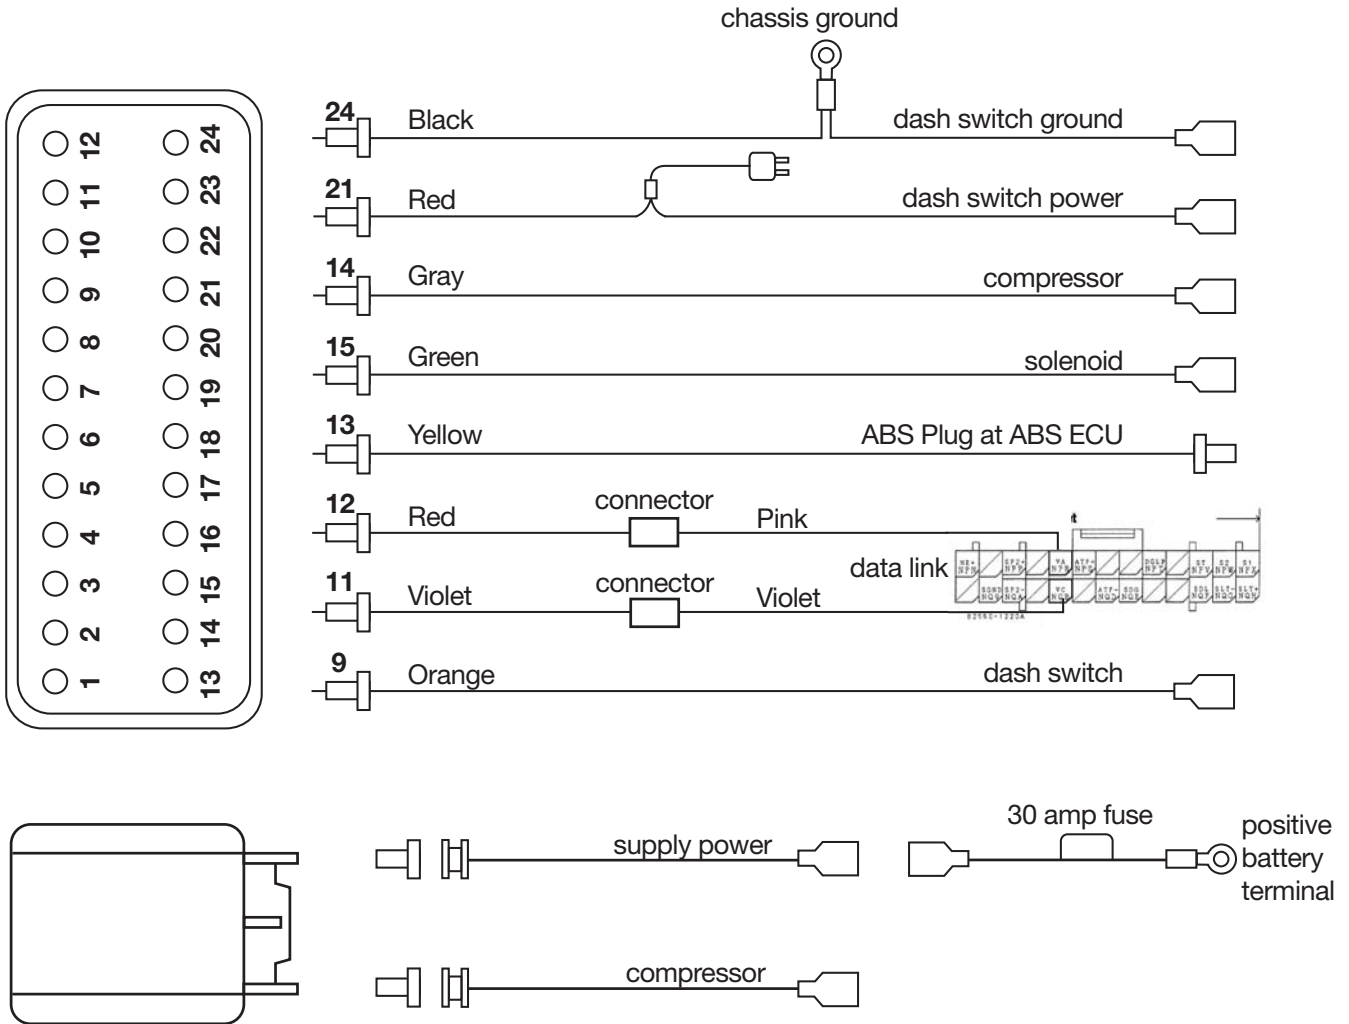 chassis ground
24 Black dash switch ground
21 Red dash switch power
14 Gray compressor
15 Green solenoid
13 Yellow ABS Plug at ABS ECU
12 Red connector Pink
data link
11 Violet connector Violet
9 Orange dash switch
12 24
11 23
10 22
9 21
8 20
7 19
6 18
5 17
4 16
3 15
2 14
1 13
t
supply power
30 amp fuse
positive
battery
terminal
compressor